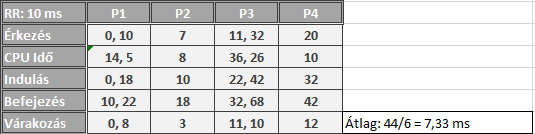 RR: 10 ms P1 P2 P3 P4
Érkezés 0, 10 7 11, 32 20
CPU Idő 14, 5 8 36, 26 10
Indulás 0, 18 10 22, 42 32
Befejezés 10, 22 18 32, 68 42
Várakozás 0, 8 3 11, 10 12 Átlag: 44/6 = 7,33 ms